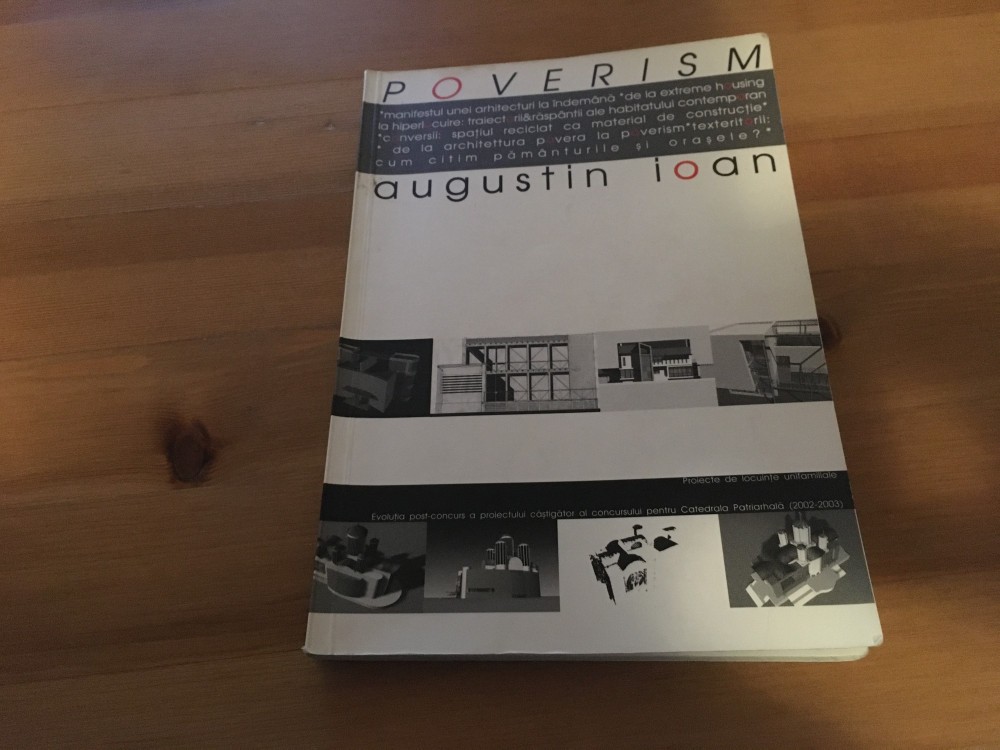 POVERISM
*manifestul unei arhitecturi la îndemână *de la extreme housing
la hiperlocuire: traiectorii&răspântii ale habitatului contemporan
*conversii: spațiul reciclat ca material de construcție*
* de la architettura povera la poverism*texteritorii:
cum citim pământurile și orașele?*
augustin ioan
Proiecte de locuințe unifamiliale
Evoluția post-concurs a proiectului câștigător al concursului pentru Catedrala Patriarhală (2002-2003)